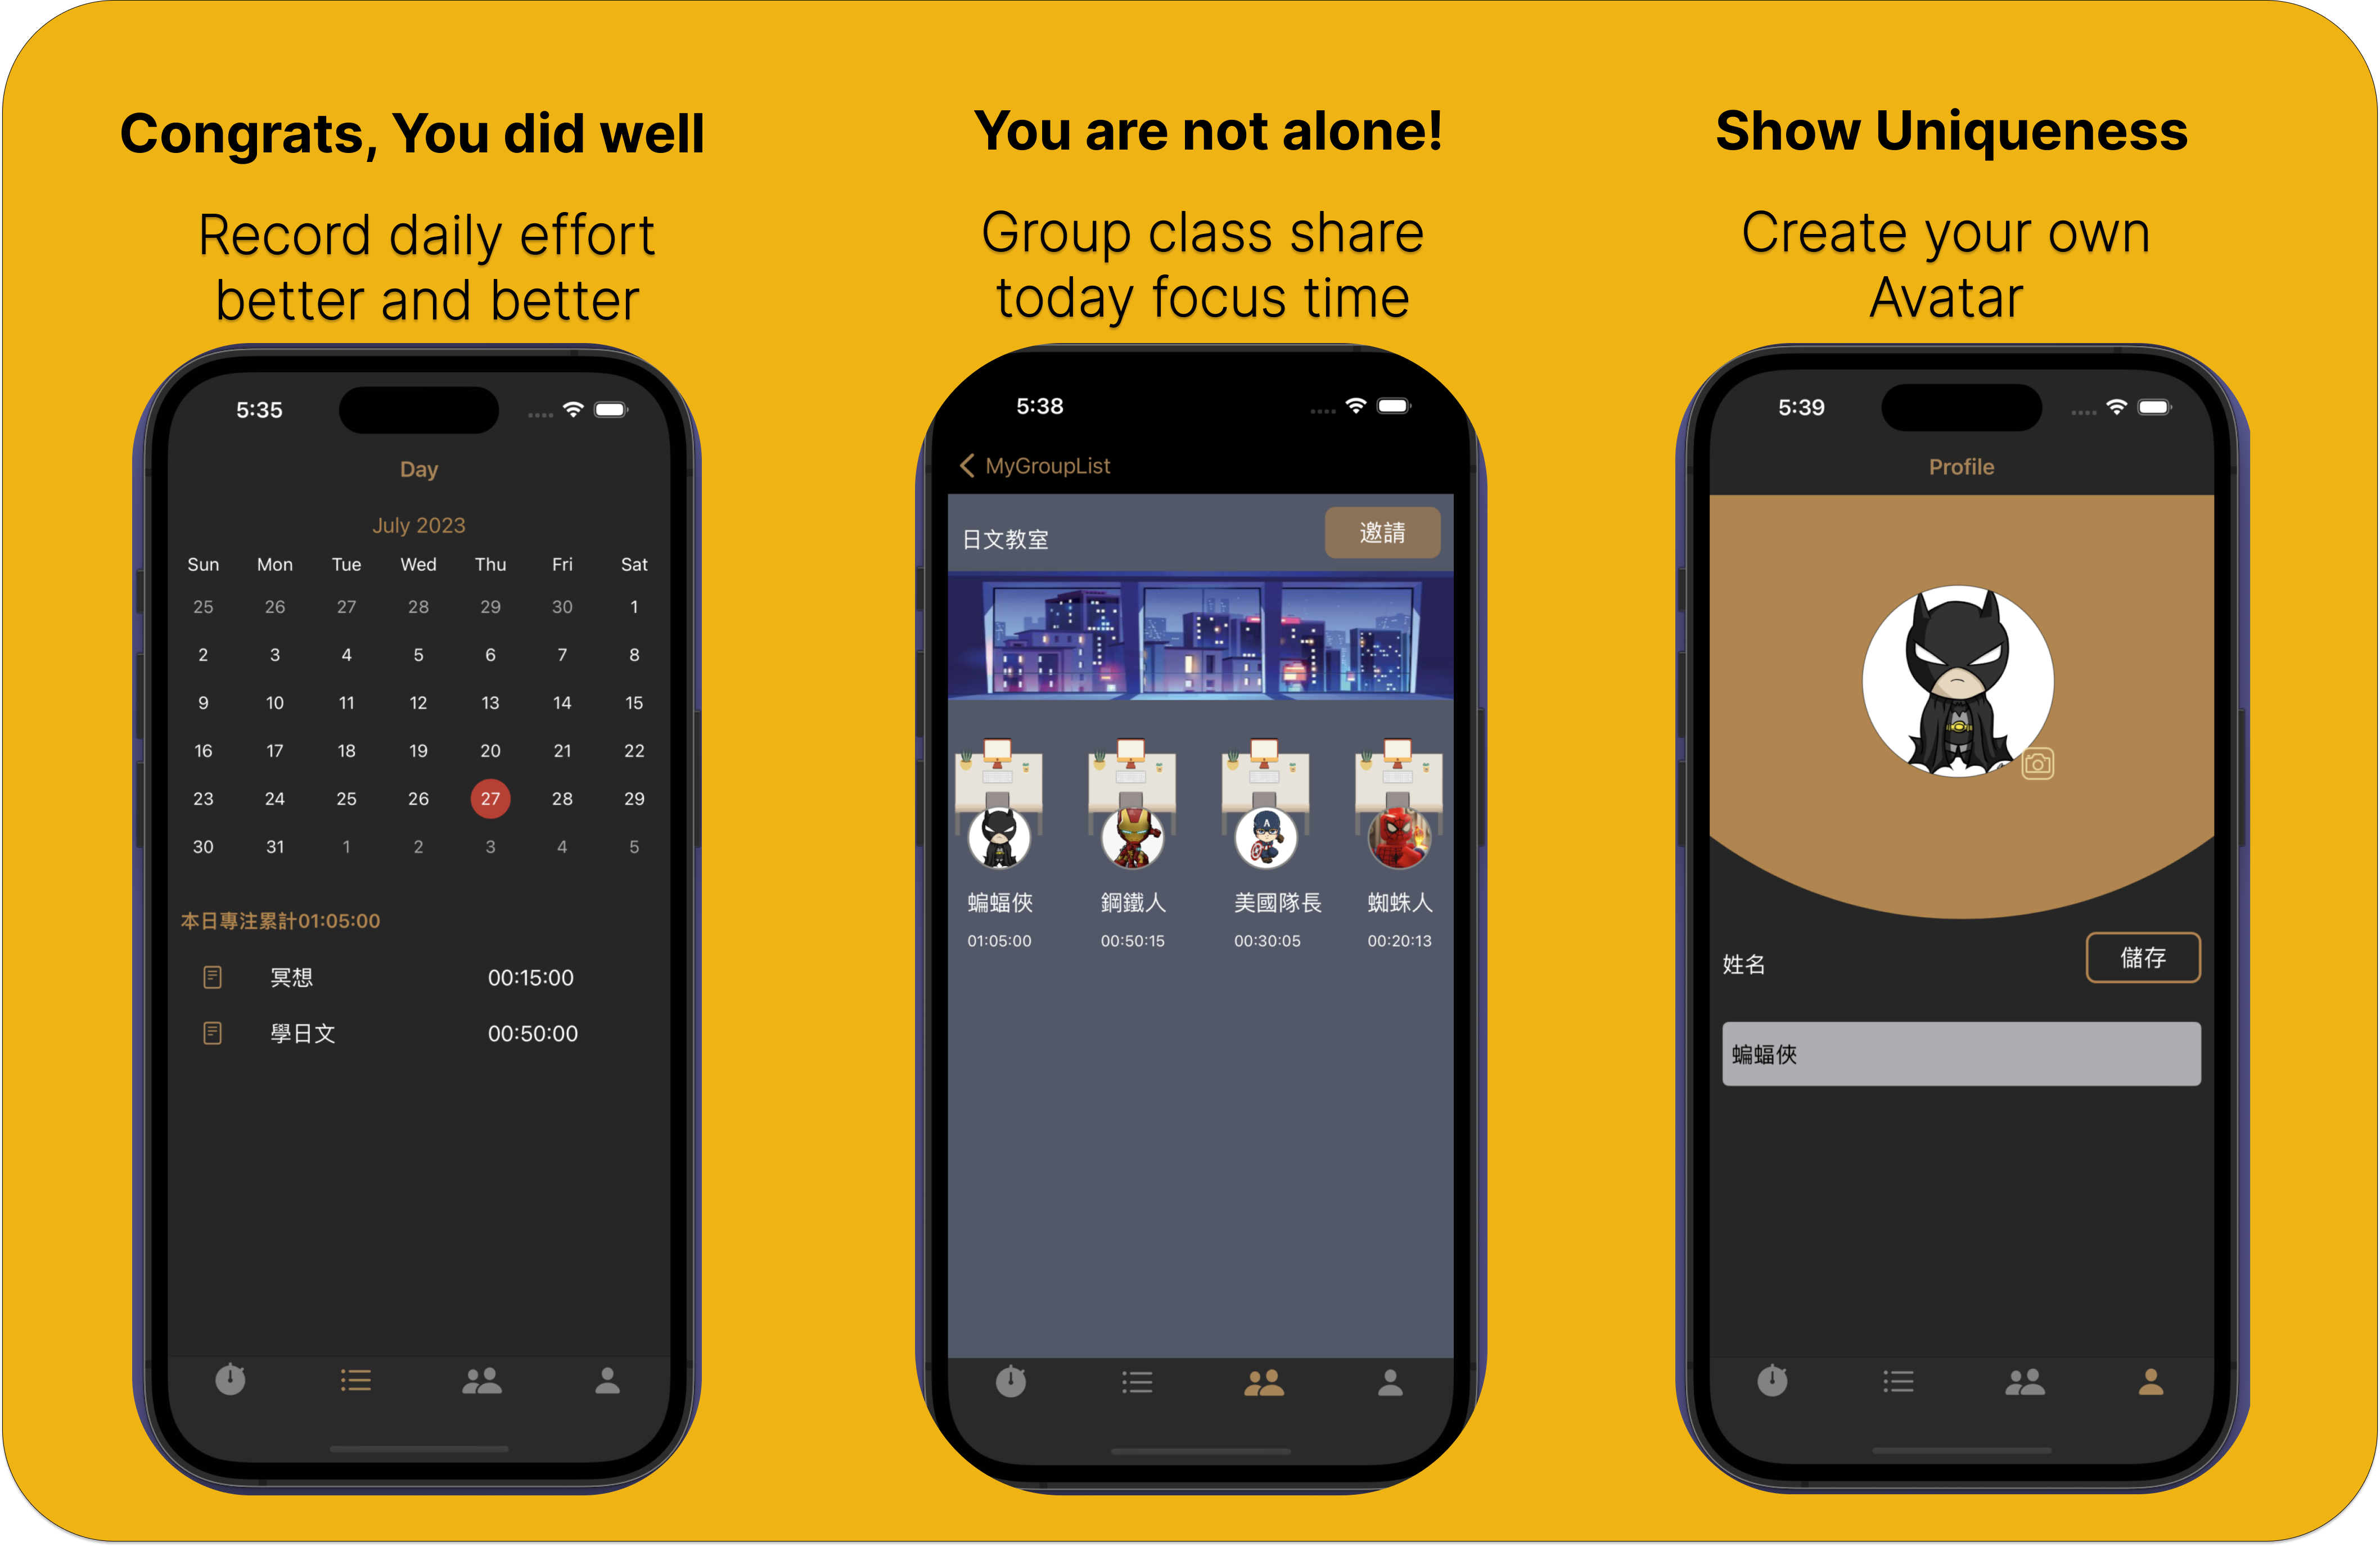 Congrats, You did well
Record daily effort
better and better
5:35
Day
July 2023
Sun Mon Tue Wed Thu Fri Sat
25 26 27 28 29 30 1
2 3 4 5 6 7 8
9 10 11 12 13 14 15
16 17 18 19 20 21 22
23 24 25 26 27 28 29
30 31 1 2 3 4 5
本日專注累計01:05:00
冥想 00:15:00
學日文 00:50:00
You are not alone!
Group class share
today focus time
5:38
MyGroupList
日文教室 邀請
蝙蝠俠 鋼鐵人 美國隊長 蜘蛛人
01:05:00 00:50:15 00:30:05 00:20:13
Show Uniqueness
Create your own
Avatar
5:39
Profile
姓名 儲存
蝙蝠俠